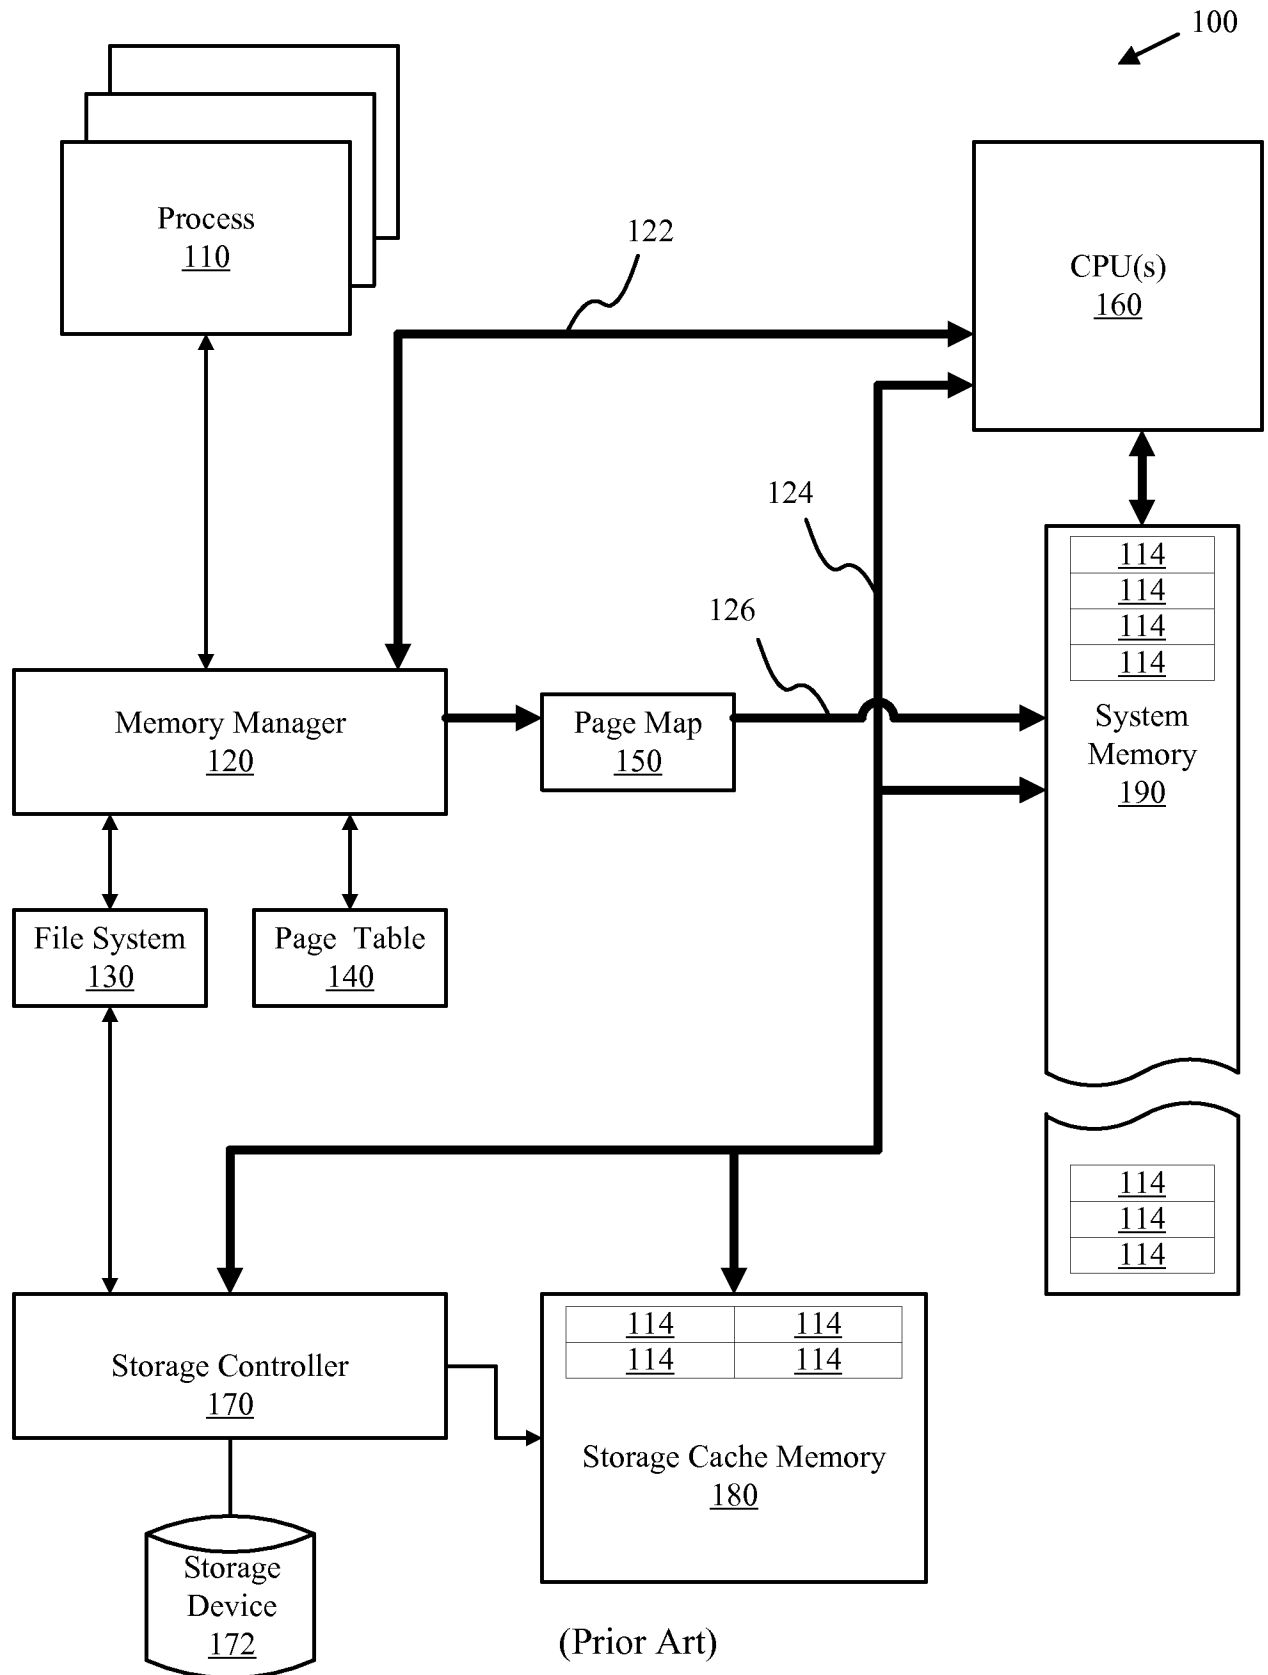 100
Process
110
122
CPU(s)
160
124
114
114
114
114
126
Memory Manager
120
Page Map
150
System
Memory
190
File System
130
Page Table
140
114
114
114
Storage Controller
170
114 114
114 114
Storage Cache Memory
180
Storage
Device
172
(Prior Art)